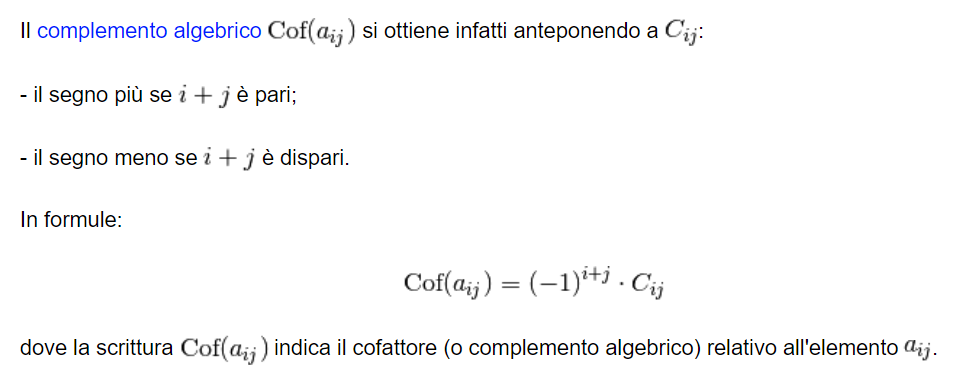 Il complemento algebrico Cof(a_{ij}) si ottiene infatti anteponendo a C_{ij}:
- il segno più se i + j è pari;
- il segno meno se i + j è dispari.
In formule:
Cof(a_{ij}) = (−1)^{i+j} · C_{ij}
dove la scrittura Cof(a_{ij}) indica il cofattore (o complemento algebrico) relativo all'elemento a_{ij}.